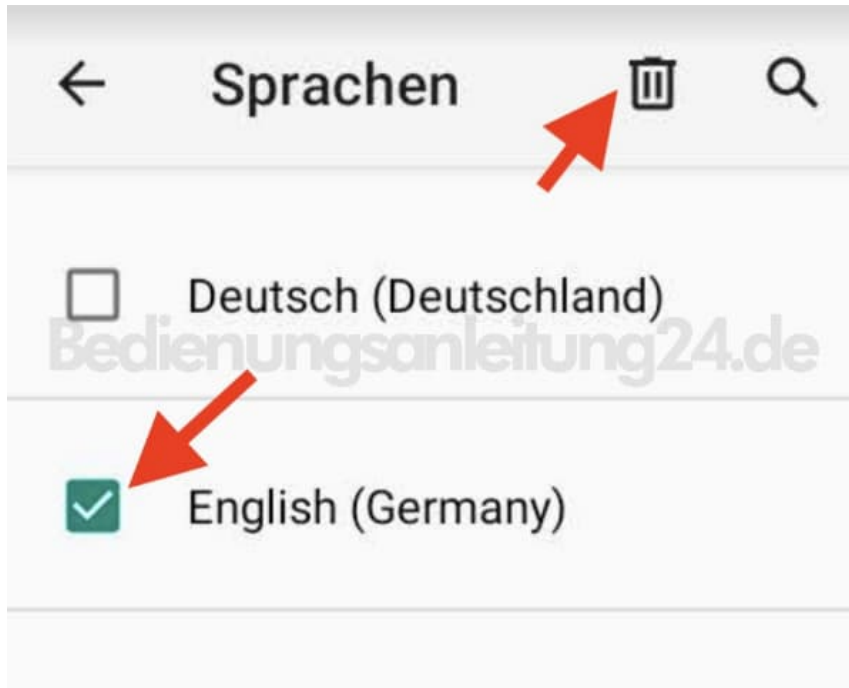 Sprachen
Deutsch (Deutschland)
Bedienungsanleitung24.de
English (Germany)